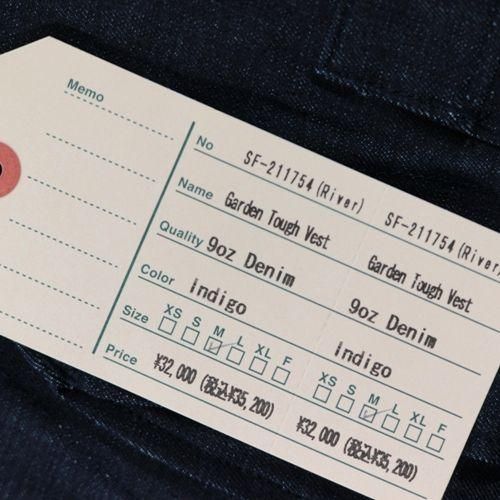 Memo
No SF-211754(River) SF-211754(River)
Name Garden Tough Vest Garden Tough Vest
Quality 9oz Denim 9oz Denim
Color Indigo Indigo
Size XS S M L XL F XS S M L XL F
Price ¥32,000(税込¥35,200) ¥32,000(税込¥35,200)